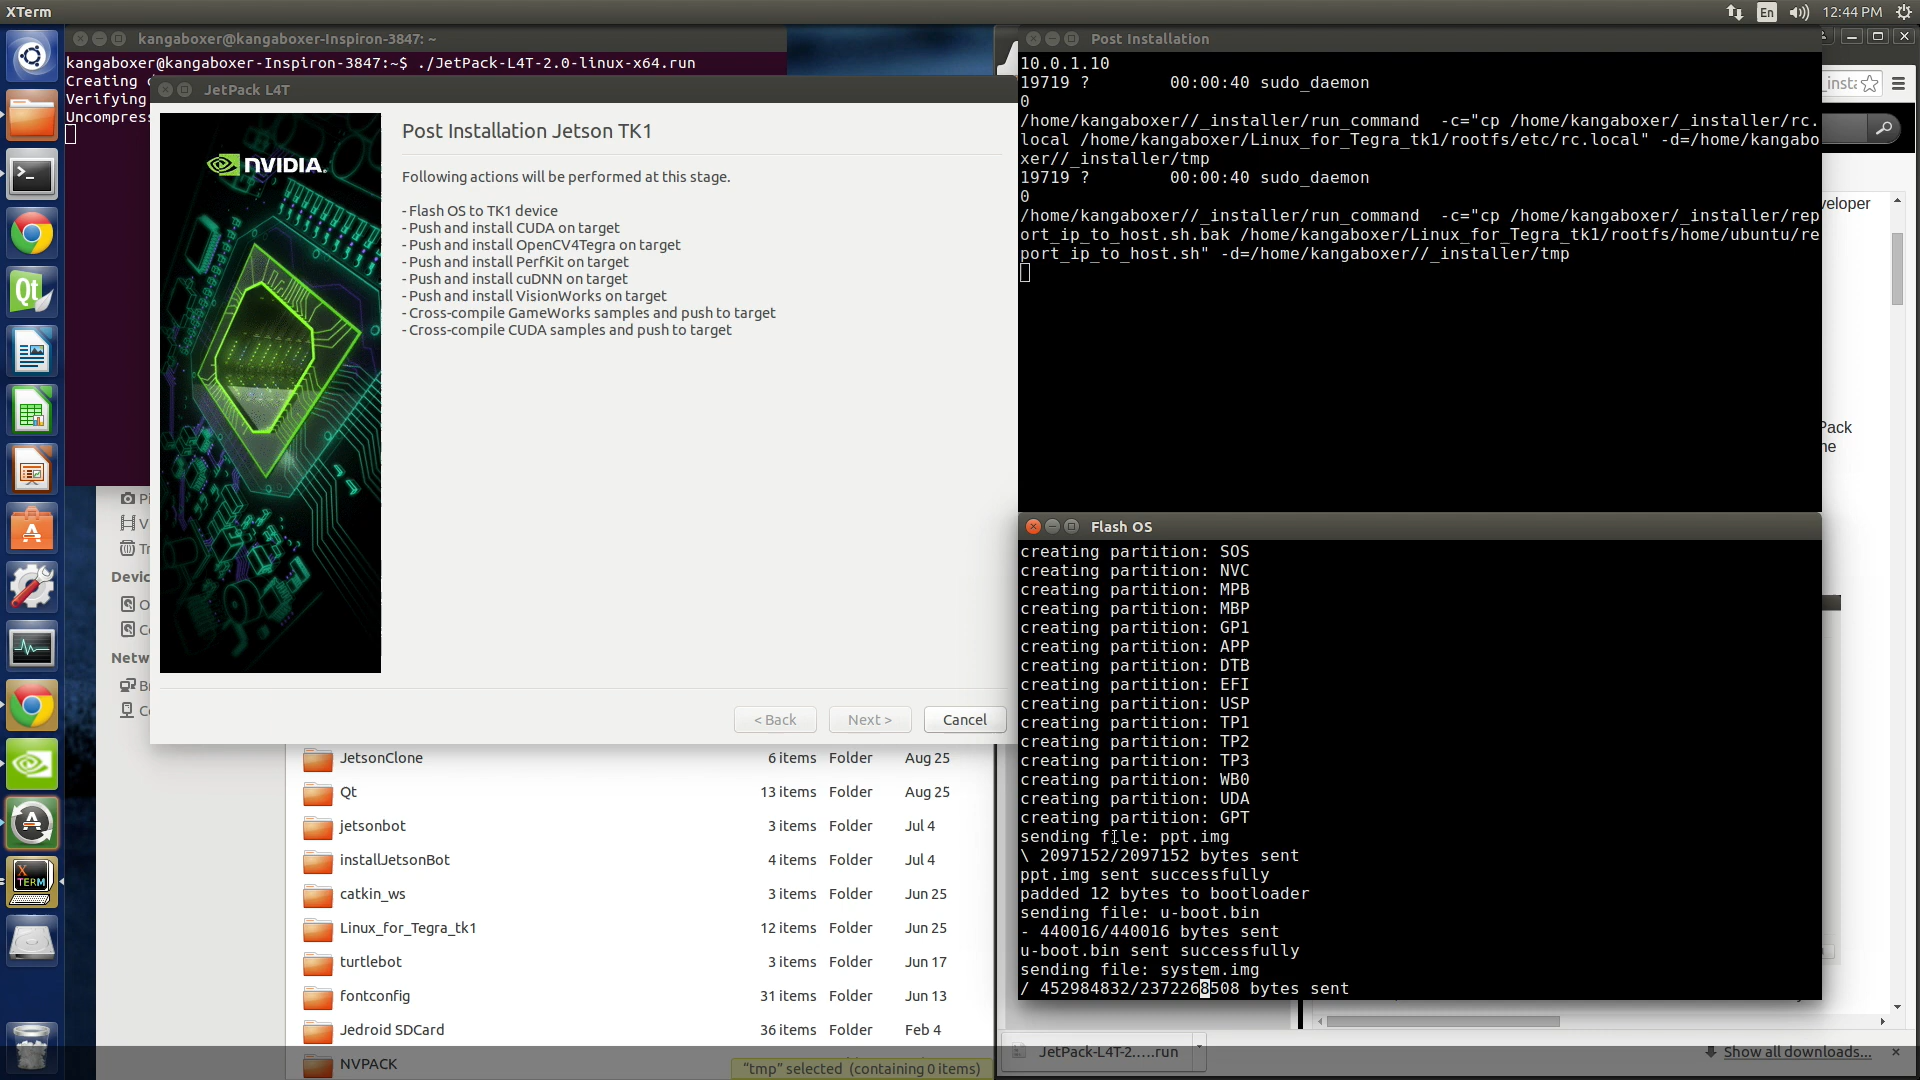 XTerm
En
12:44 PM
kangaboxer@kangaboxer-Inspiron-3847: ~
kangaboxer@kangaboxer-Inspiron-3847:~$ ./JetPack-L4T-2.0-linux-x64.run
Creating
Verifying
Uncompress
JetPack L4T
NVIDIA.
Post Installation Jetson TK1
Following actions will be performed at this stage.
- Flash OS to TK1 device
- Push and install CUDA on target
- Push and install OpenCV4Tegra on target
- Push and install PerfKit on target
- Push and install cuDNN on target
- Push and install VisionWorks on target
- Cross-compile GameWorks samples and push to target
- Cross-compile CUDA samples and push to target
< Back
Next >
Cancel
Post Installation
10.0.1.10
19719 ?        00:00:40 sudo_daemon
0
/home/kangaboxer//_installer/run_command  -c="cp /home/kangaboxer/_installer/rc.
local /home/kangaboxer/Linux_for_Tegra_tk1/rootfs/etc/rc.local" -d=/home/kangabo
xer//_installer/tmp
19719 ?        00:00:40 sudo_daemon
0
/home/kangaboxer//_installer/run_command  -c="cp /home/kangaboxer/_installer/rep
ort_ip_to_host.sh.bak /home/kangaboxer/Linux_for_Tegra_tk1/rootfs/home/ubuntu/re
port_ip_to_host.sh" -d=/home/kangaboxer//_installer/tmp
Flash OS
creating partition: SOS
creating partition: NVC
creating partition: MPB
creating partition: MBP
creating partition: GP1
creating partition: APP
creating partition: DTB
creating partition: EFI
creating partition: USP
creating partition: TP1
creating partition: TP2
creating partition: TP3
creating partition: WB0
creating partition: UDA
creating partition: GPT
sending file: ppt.img
\ 2097152/2097152 bytes sent
ppt.img sent successfully
padded 12 bytes to bootloader
sending file: u-boot.bin
- 440016/440016 bytes sent
u-boot.bin sent successfully
sending file: system.img
/ 452984832/2372268508 bytes sent
_insta
veloper
Pack
ne
Pi
V
Tr
Devic
O
Co
Netw
Br
Co
JetsonClone 6 items Folder Aug 25
Qt 13 items Folder Aug 25
jetsonbot 3 items Folder Jul 4
installJetsonBot 4 items Folder Jul 4
catkin_ws 3 items Folder Jun 25
Linux_for_Tegra_tk1 12 items Folder Jun 25
turtlebot 3 items Folder Jun 17
fontconfig 31 items Folder Jun 13
Jedroid SDCard 36 items Folder Feb 4
NVPACK
"tmp" selected (containing 0 items)
JetPack-L4T-2.....run
Show all downloads...
Qt
X
TERM